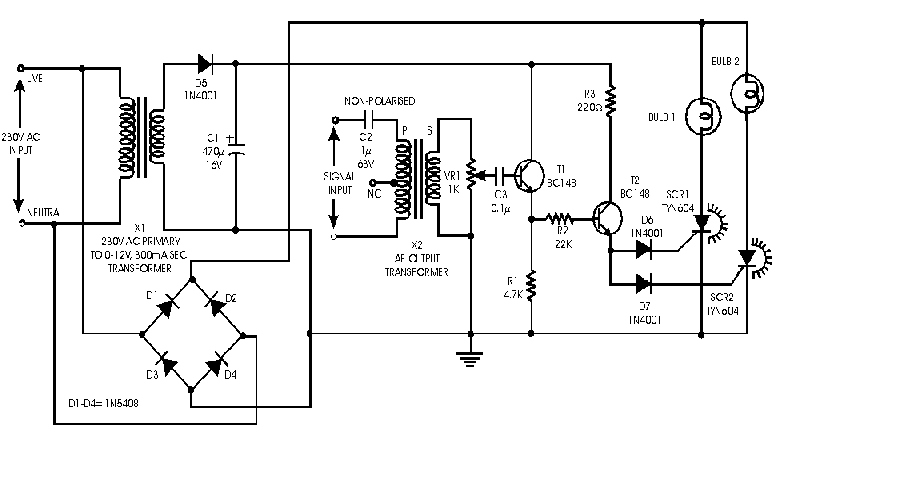 LIVE
230V AC
INPUT
NEUTRAL
X1
230V AC PRIMARY
TO 0-12V, 300mA SEC
TRANSFORMER
D5
1N4001
C1
470µ
16V
+
NON-POLARISED
C2
1µ
63V
P
S
SIGNAL
INPUT
NC
X2
AF OUTPUT
TRANSFORMER
VR1
1K
C3
0.1µ
T1
BC148
R3
220Ω
T2
BC148
R2
22K
R1
4.7K
D6
1N4001
D7
1N4001
BULB 1
BULB 2
SCR1
TYN604
SCR2
TYN604
D1
D2
D3
D4
D1-D4= 1N5408